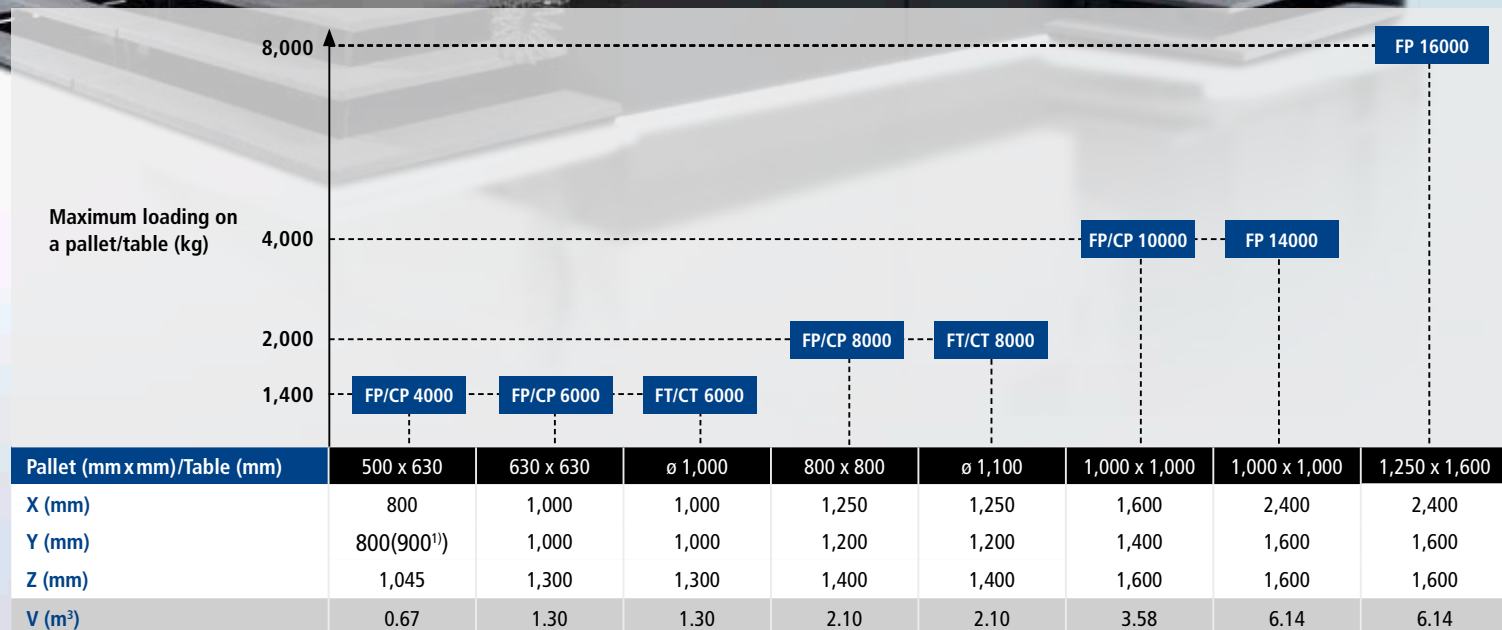 8,000
FP 16000
Maximum loading on
a pallet/table (kg)
4,000
FP/CP 10000
FP 14000
2,000
FP/CP 8000
FT/CT 8000
1,400
FP/CP 4000
FP/CP 6000
FT/CT 6000
Pallet (mm x mm)/Table (mm) 500 x 630 630 x 630 ø 1,000 800 x 800 ø 1,100 1,000 x 1,000 1,000 x 1,000 1,250 x 1,600
X (mm) 800 1,000 1,000 1,250 1,250 1,600 2,400 2,400
Y (mm) 800(900¹⁾) 1,000 1,000 1,200 1,200 1,400 1,600 1,600
Z (mm) 1,045 1,300 1,300 1,400 1,400 1,600 1,600 1,600
V (m³) 0.67 1.30 1.30 2.10 2.10 3.58 6.14 6.14